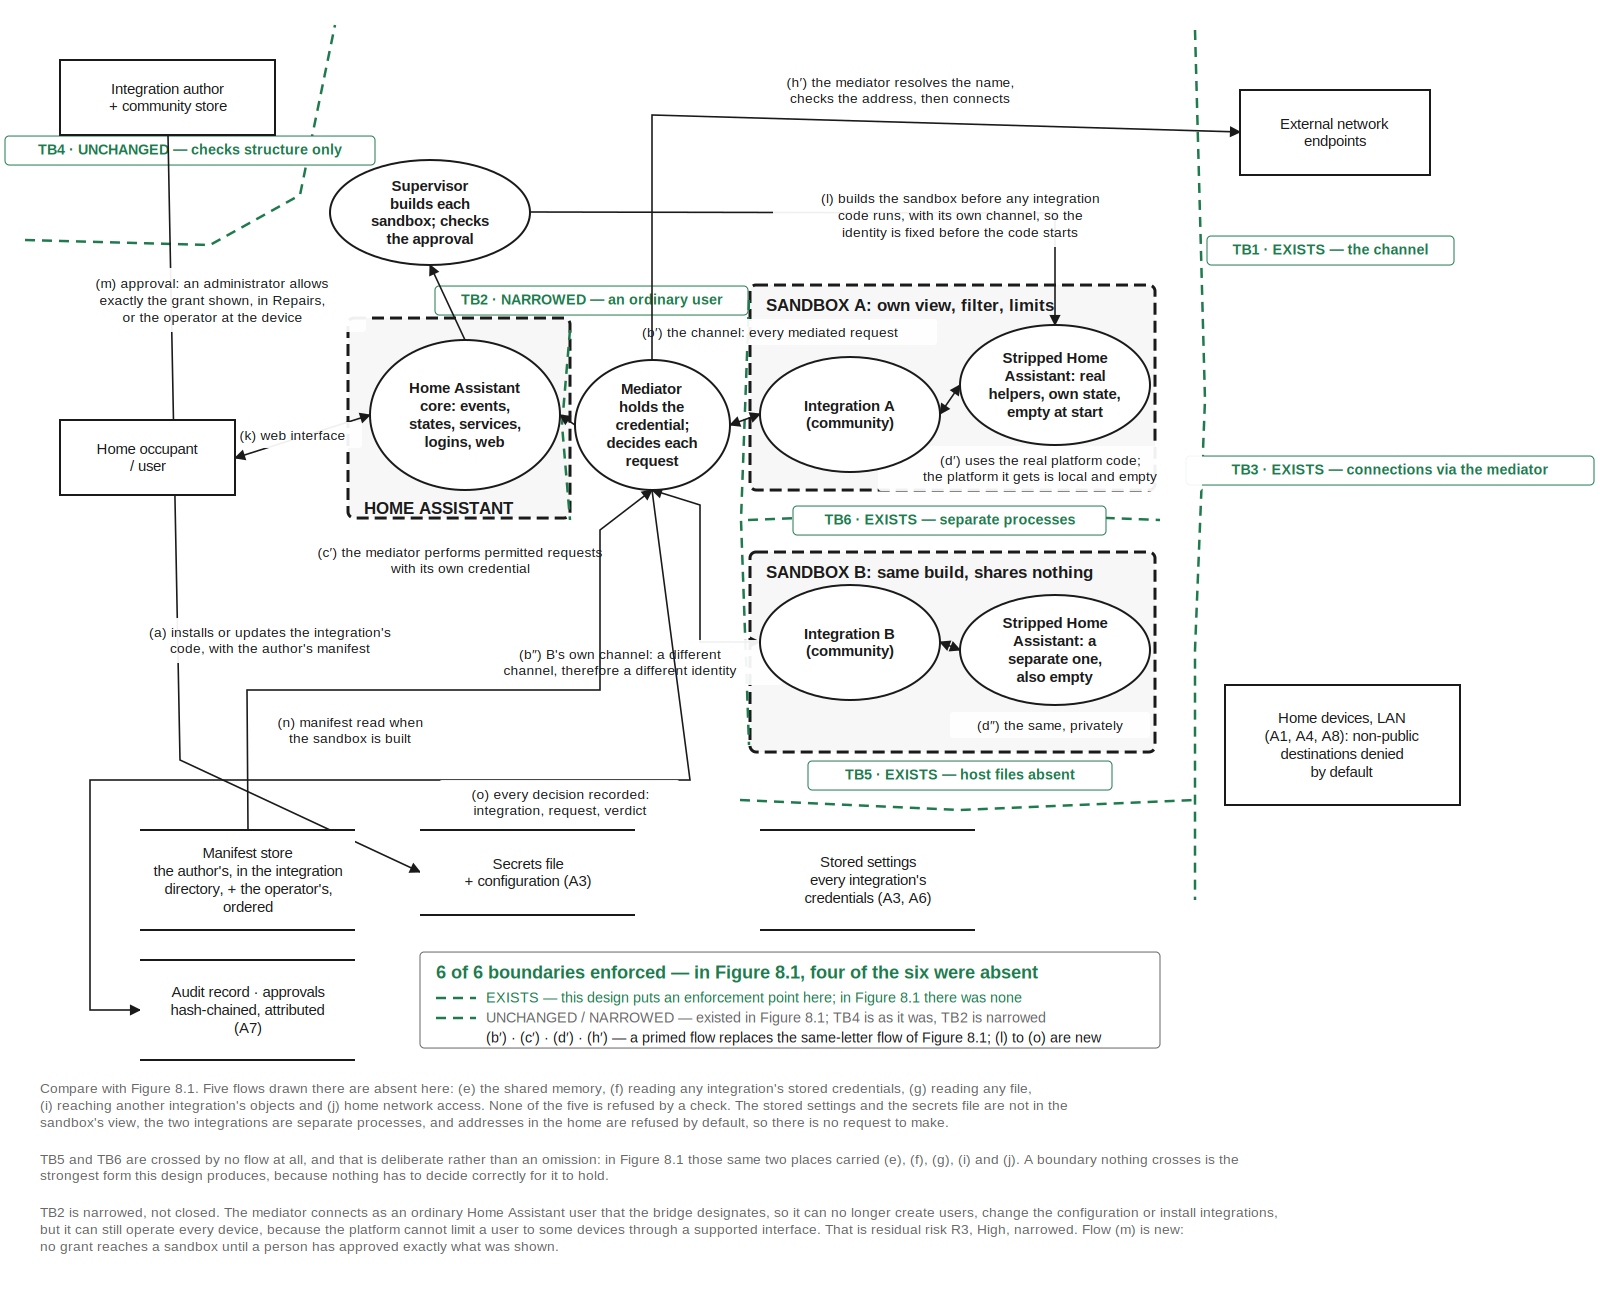 (h′) the mediator resolves the name,
checks the address, then connects
Integration author
+ community store
External network
endpoints
TB4 · UNCHANGED — checks structure only
Supervisor
builds each
sandbox; checks
the approval
(l) builds the sandbox before any integration
code runs, with its own channel, so the
identity is fixed before the code starts
TB1 · EXISTS — the channel
(m) approval: an administrator allows
exactly the grant shown, in Repairs,
or the operator at the device
TB2 · NARROWED — an ordinary user
SANDBOX A: own view, filter, limits
(b′) the channel: every mediated request
Home Assistant
core: events,
states, services,
logins, web
Mediator
holds the
credential;
decides each
request
Integration A
(community)
Stripped Home
Assistant: real
helpers, own state,
empty at start
Home occupant
/ user
(k) web interface
(d′) uses the real platform code;
the platform it gets is local and empty
TB3 · EXISTS — connections via the mediator
HOME ASSISTANT
TB6 · EXISTS — separate processes
(c′) the mediator performs permitted requests
with its own credential
SANDBOX B: same build, shares nothing
(a) installs or updates the integration's
code, with the author's manifest
(b″) B's own channel: a different
channel, therefore a different identity
Integration B
(community)
Stripped Home
Assistant: a
separate one,
also empty
(n) manifest read when
the sandbox is built
(d″) the same, privately
Home devices, LAN
(A1, A4, A8): non-public
destinations denied
by default
TB5 · EXISTS — host files absent
(o) every decision recorded:
integration, request, verdict
Manifest store
the author's, in the integration
directory, + the operator's,
ordered
Secrets file
+ configuration (A3)
Stored settings
every integration's
credentials (A3, A6)
Audit record · approvals
hash-chained, attributed
(A7)
6 of 6 boundaries enforced — in Figure 8.1, four of the six were absent
EXISTS — this design puts an enforcement point here; in Figure 8.1 there was none
UNCHANGED / NARROWED — existed in Figure 8.1; TB4 is as it was, TB2 is narrowed
(b′) · (c′) · (d′) · (h′) — a primed flow replaces the same-letter flow of Figure 8.1; (l) to (o) are new
Compare with Figure 8.1. Five flows drawn there are absent here: (e) the shared memory, (f) reading any integration's stored credentials, (g) reading any file,
(i) reaching another integration's objects and (j) home network access. None of the five is refused by a check. The stored settings and the secrets file are not in the
sandbox's view, the two integrations are separate processes, and addresses in the home are refused by default, so there is no request to make.
TB5 and TB6 are crossed by no flow at all, and that is deliberate rather than an omission: in Figure 8.1 those same two places carried (e), (f), (g), (i) and (j). A boundary nothing crosses is the
strongest form this design produces, because nothing has to decide correctly for it to hold.
TB2 is narrowed, not closed. The mediator connects as an ordinary Home Assistant user that the bridge designates, so it can no longer create users, change the configuration or install integrations,
but it can still operate every device, because the platform cannot limit a user to some devices through a supported interface. That is residual risk R3, High, narrowed. Flow (m) is new:
no grant reaches a sandbox until a person has approved exactly what was shown.